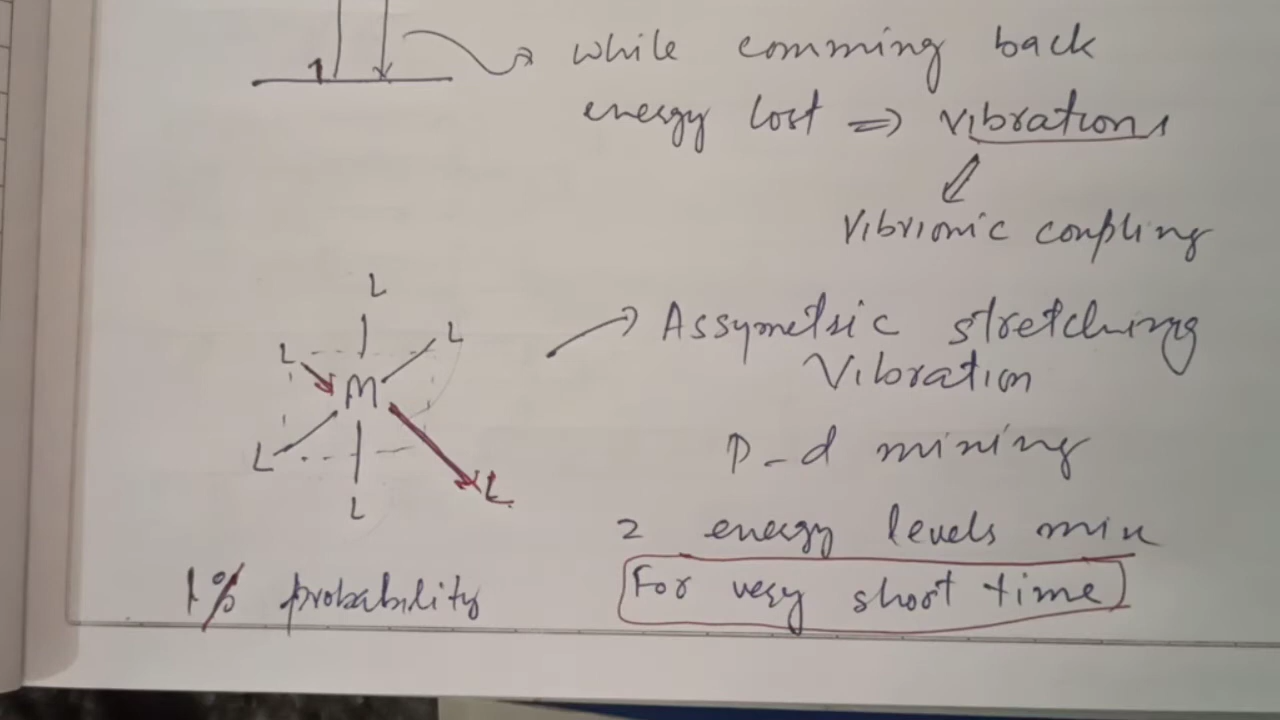 while comming back
energy lost ⇒ vibrations
Vibrionic coupling
L
L
L
M
L
L
L
Assymetric stretching
Vibration
P-d mixing
2 energy levels mix
For very short time
1% probability